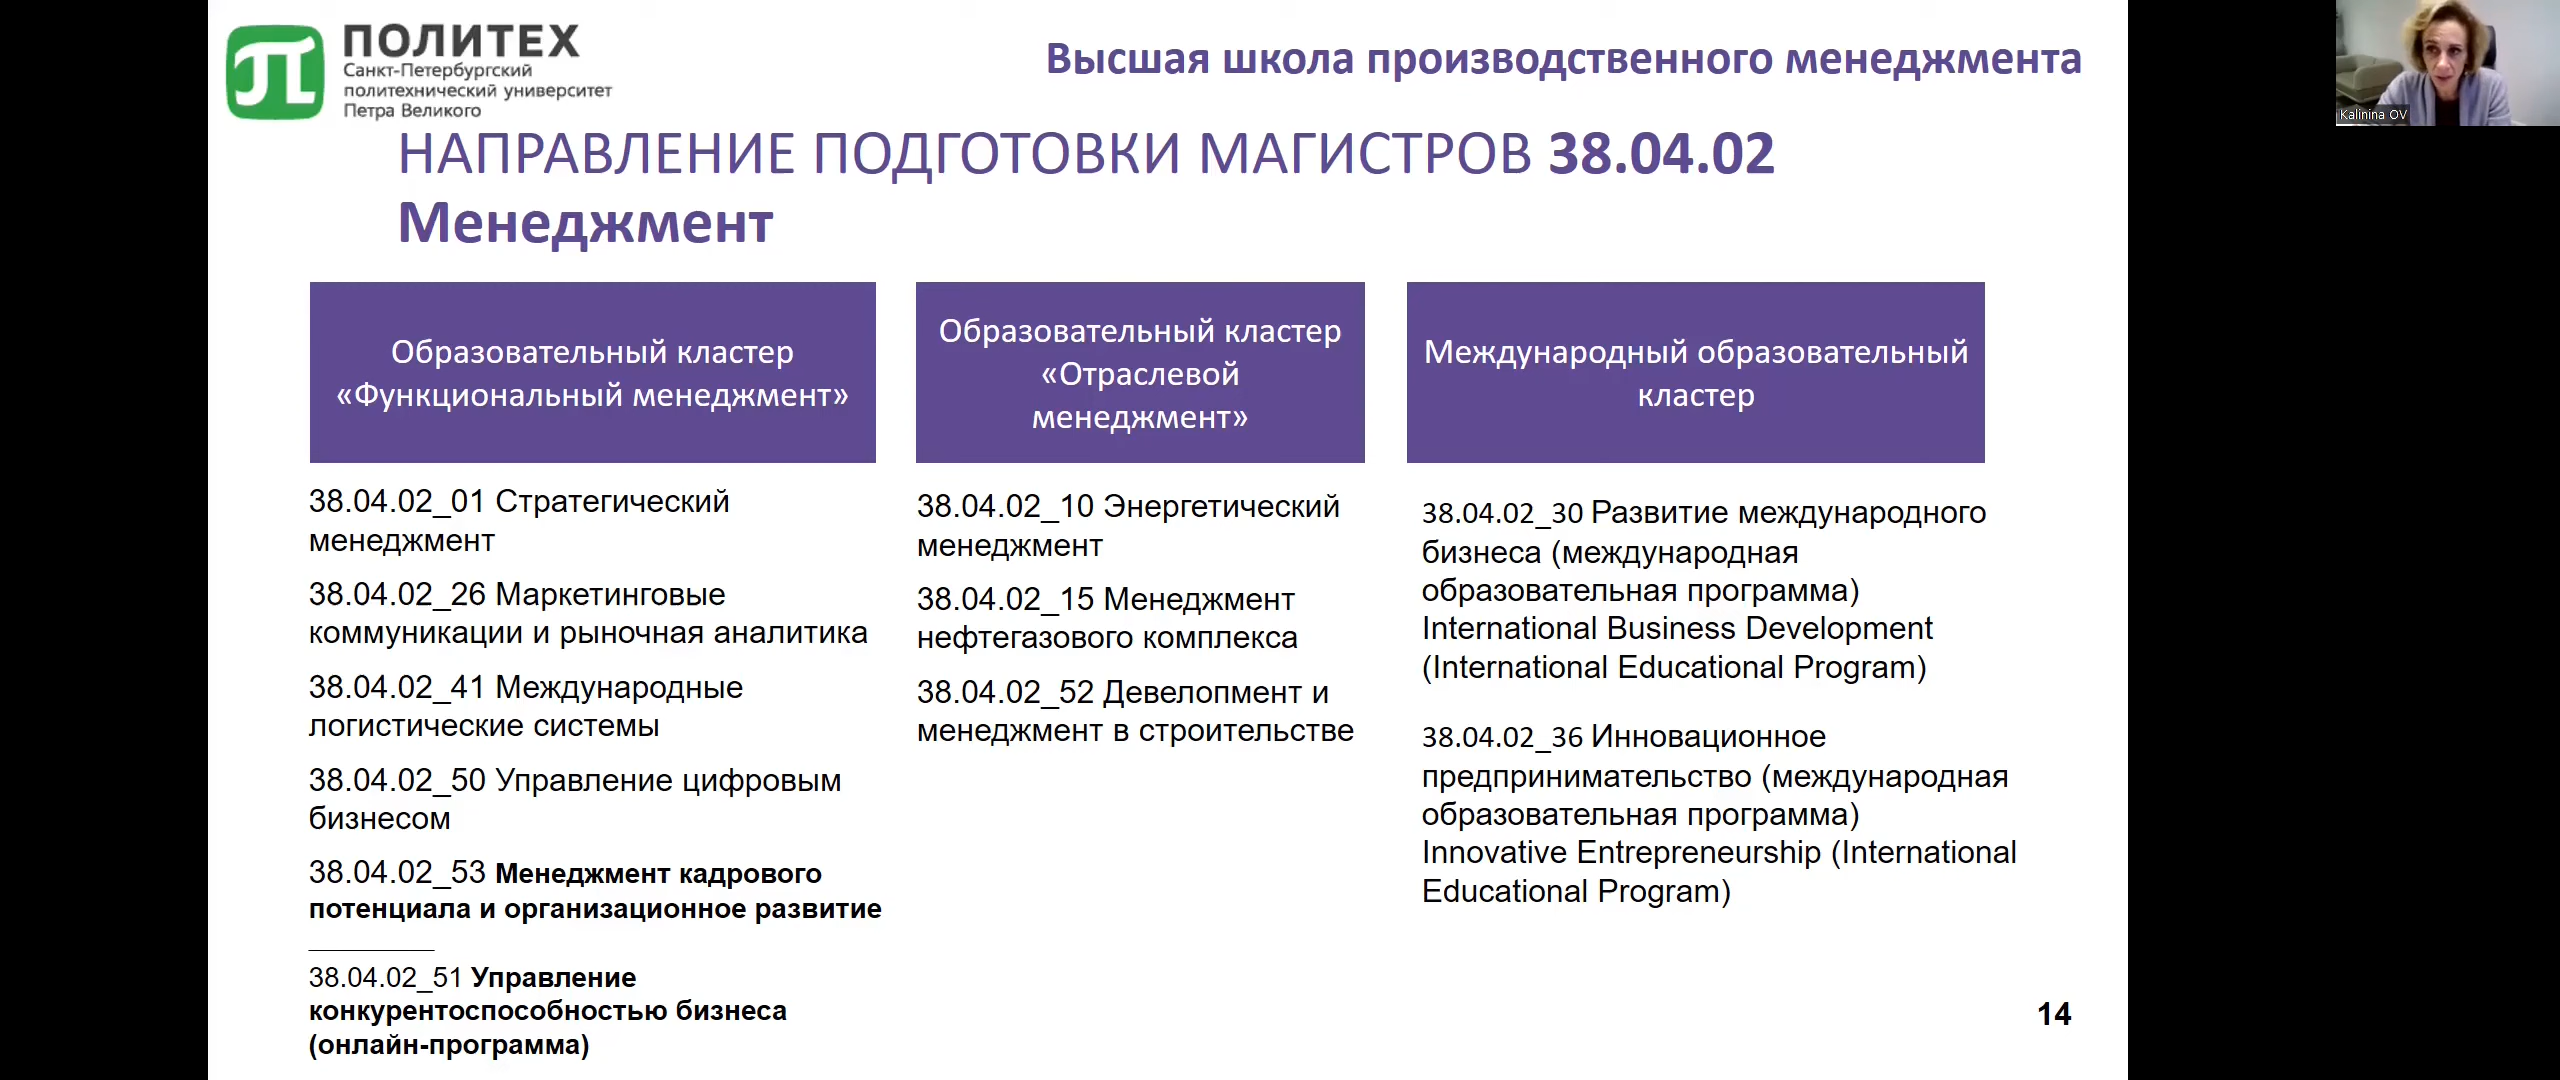 ПОЛИТЕХ
Санкт-Петербургский
политехнический университет
Петра Великого
Высшая школа производственного менеджмента
Kalinina OV
НАПРАВЛЕНИЕ ПОДГОТОВКИ МАГИСТРОВ 38.04.02
Менеджмент
Образовательный кластер
«Функциональный менеджмент»
38.04.02_01 Стратегический
менеджмент
38.04.02_26 Маркетинговые
коммуникации и рыночная аналитика
38.04.02_41 Международные
логистические системы
38.04.02_50 Управление цифровым
бизнесом
38.04.02_53 Менеджмент кадрового
потенциала и организационное развитие
38.04.02_51 Управление
конкурентоспособностью бизнеса
(онлайн-программа)
Образовательный кластер
«Отраслевой
менеджмент»
38.04.02_10 Энергетический
менеджмент
38.04.02_15 Менеджмент
нефтегазового комплекса
38.04.02_52 Девелопмент и
менеджмент в строительстве
Международный образовательный
кластер
38.04.02_30 Развитие международного
бизнеса (международная
образовательная программа)
International Business Development
(International Educational Program)
38.04.02_36 Инновационное
предпринимательство (международная
образовательная программа)
Innovative Entrepreneurship (International
Educational Program)
14